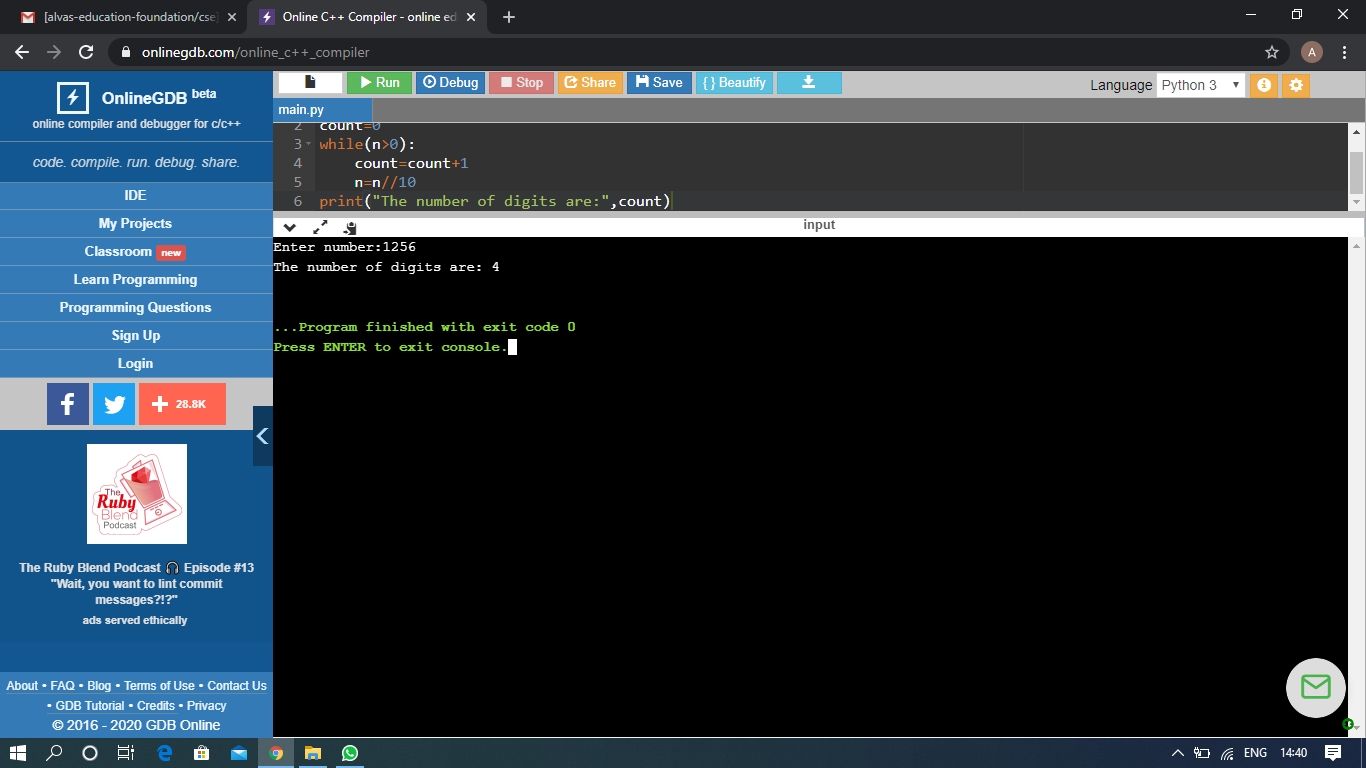 [alvas-education-foundation/cse]
Online C++ Compiler - online ed
onlinegdb.com/online_c++_compiler
A
OnlineGDB beta
online compiler and debugger for c/c++
code. compile. run. debug. share.
IDE
My Projects
Classroom new
Learn Programming
Programming Questions
Sign Up
Login
28.8K
The
Ruby
Blend
Podcast
The Ruby Blend Podcast 🎧 Episode #13
"Wait, you want to lint commit
messages?!?"
ads served ethically
About • FAQ • Blog • Terms of Use • Contact Us
• GDB Tutorial • Credits • Privacy
© 2016 - 2020 GDB Online
Run Debug Stop Share Save { } Beautify
Language Python 3
main.py
2 count=0
3 while(n>0):
4 count=count+1
5 n=n//10
6 print("The number of digits are:",count)
input
Enter number:1256
The number of digits are: 4
...Program finished with exit code 0
Press ENTER to exit console.
ENG 14:40